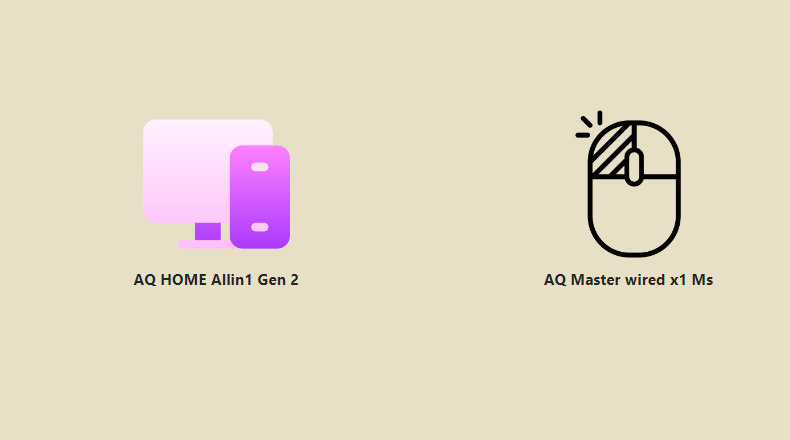 AQ HOME Allin1 Gen 2
AQ Master wired x1 Ms